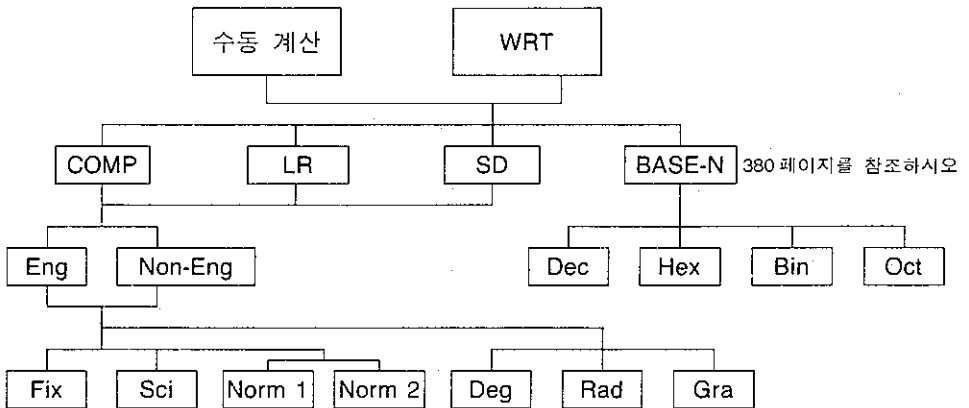 수동 계산 WRT
COMP LR SD BASE-N 380 페이지를 참조하시오
Eng Non-Eng Dec Hex Bin Oct
Fix Sci Norm 1 Norm 2 Deg Rad Gra